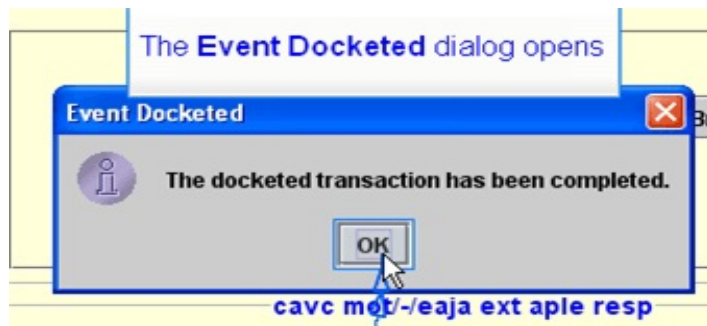 The Event Docketed dialog opens
Event Docketed
The docketed transaction has been completed.
OK
cavc mot/-/eaja ext aple resp